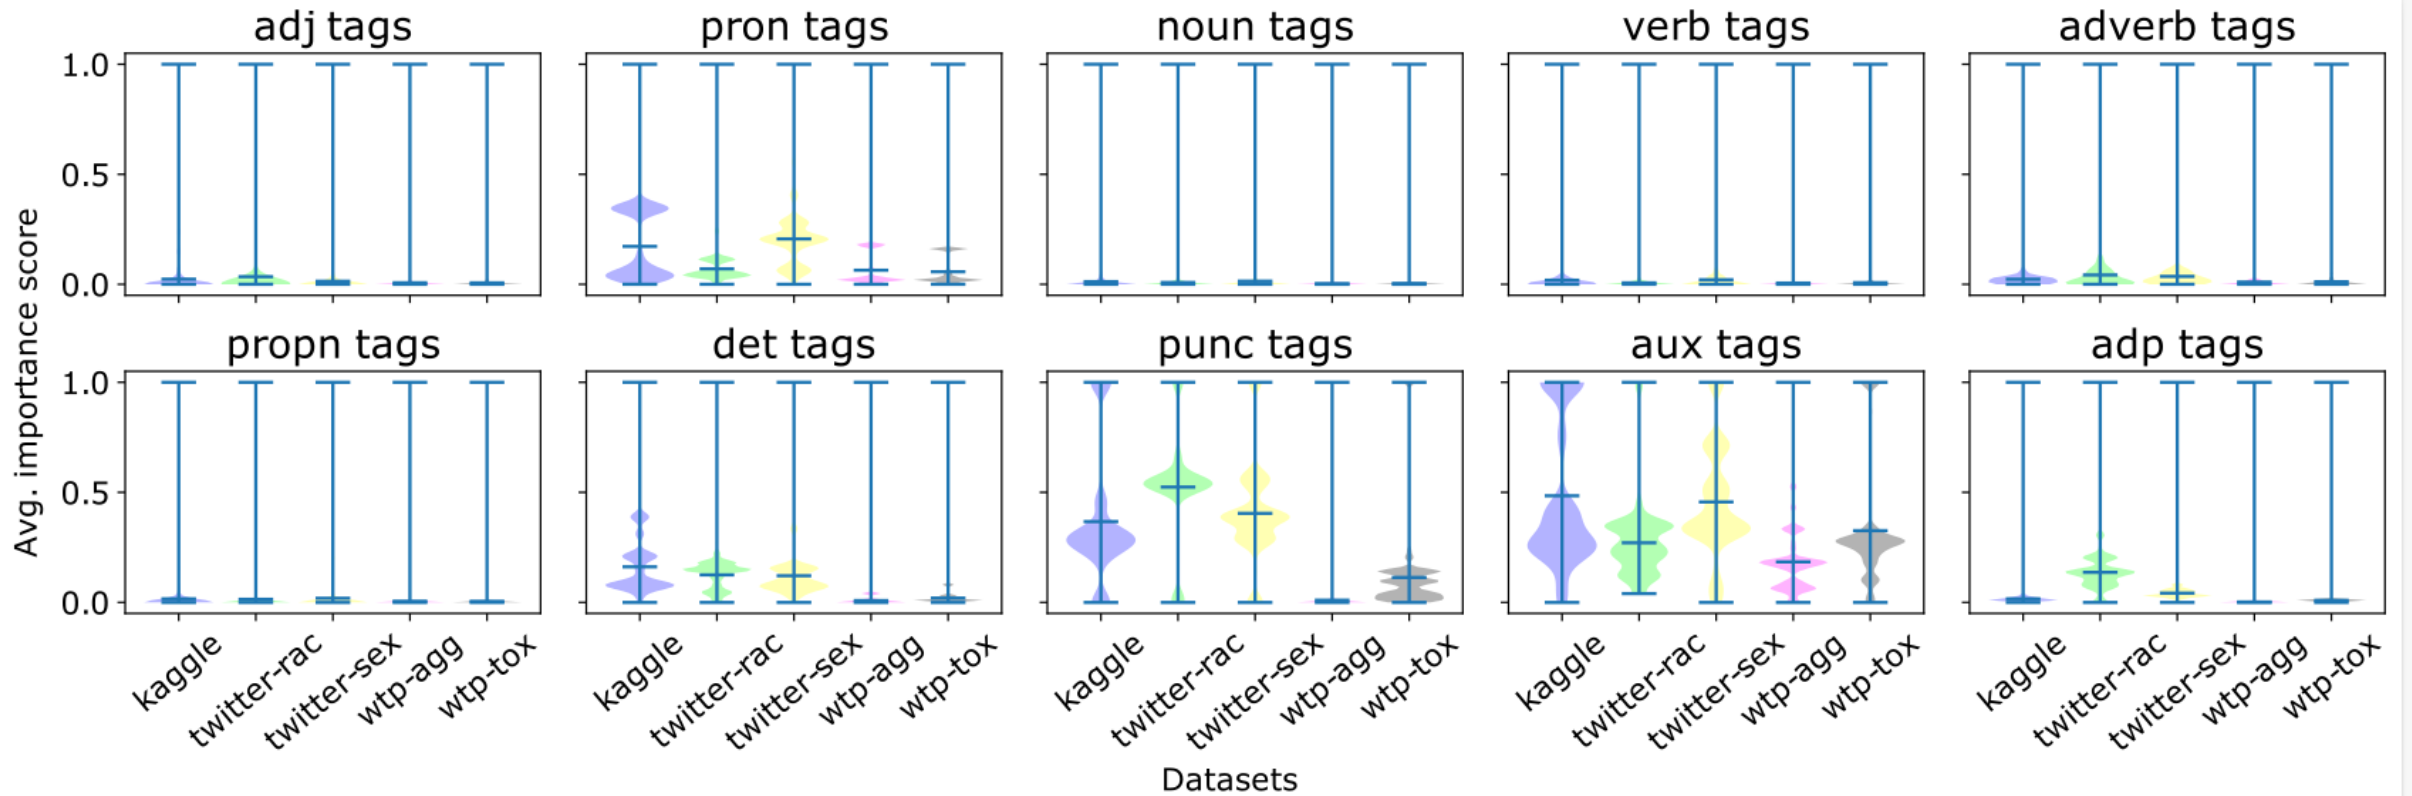 adj tags
pron tags
noun tags
verb tags
adverb tags
1.0
0.5
0.0
propn tags
det tags
punc tags
aux tags
adp tags
1.0
0.5
0.0
Avg. importance score
kaggle twitter-rac twitter-sex wtp-agg wtp-tox
kaggle twitter-rac twitter-sex wtp-agg wtp-tox
kaggle twitter-rac twitter-sex wtp-agg wtp-tox
kaggle twitter-rac twitter-sex wtp-agg wtp-tox
kaggle twitter-rac twitter-sex wtp-agg wtp-tox
Datasets